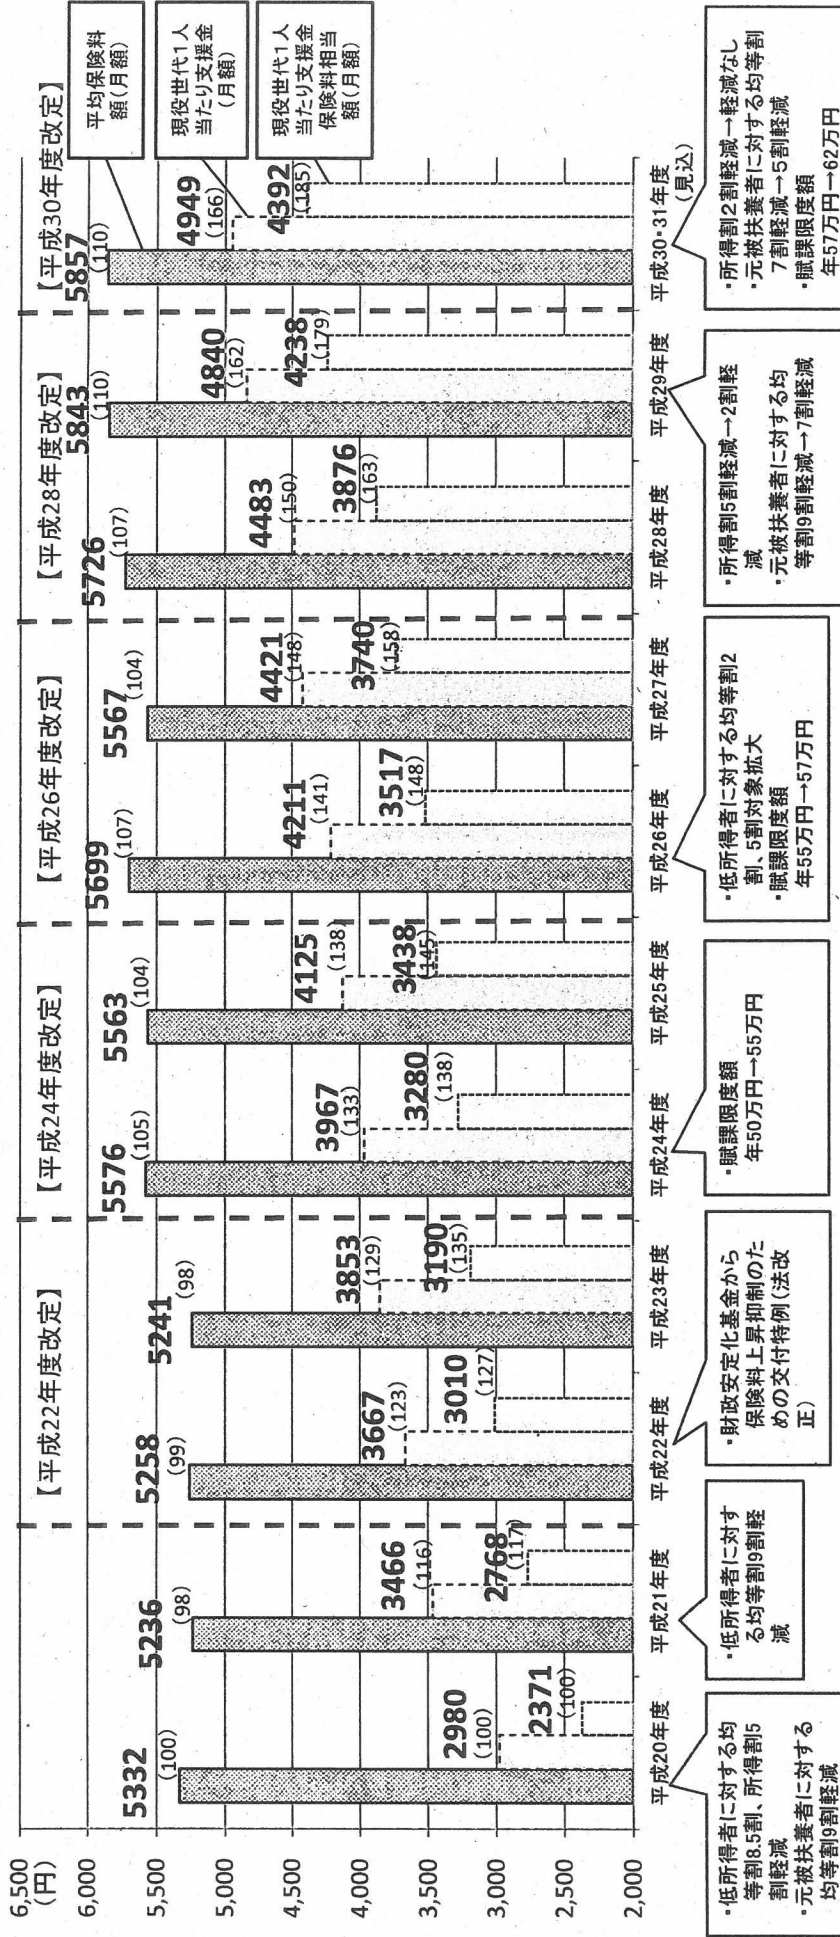 【平成22年度改定】
【平成24年度改定】
【平成26年度改定】
【平成28年度改定】
【平成30年度改定】
平均保険料
額(月額)
現役世代1人
当たり支援金
(月額)
現役世代1人
当たり支援金
保険料相当
額(月額)
6,500
(円)
6,000
5,500
5,000
4,500
4,000
3,500
3,000
2,500
2,000
5332
(100)
2980
(100)
2371
(100)
5236
(98)
3466
(116)
2768
(117)
5258
(99)
3667
(123)
3010
(127)
5241
(98)
3853
(129)
3190
(135)
5576
(105)
3967
(133)
3280
(138)
5563
(104)
4125
(138)
3438
(145)
5699
(107)
4211
(141)
3517
(148)
5567
(104)
4421
(148)
3740
(158)
5726
(107)
4483
(150)
3876
(163)
5843
(110)
4840
(162)
4238
(179)
5857
(110)
4949
(166)
4392
(185)
平成20年度
平成21年度
平成22年度
平成23年度
平成24年度
平成25年度
平成26年度
平成27年度
平成28年度
平成29年度
平成30・31年度
(見込)
・低所得者に対する均
等割8.5割、所得割5
割軽減
・元被扶養者に対する
均等割9割軽減
・低所得者に対す
る均等割9割軽
減
・財政安定化基金から
保険料上昇抑制のた
めの交付特例(法改
正)
・賦課限度額
年50万円→55万円
・低所得者に対する均等割2
割、5割対象拡大
・賦課限度額
年55万円→57万円
・所得割5割軽減→2割軽
減
・元被扶養者に対する均
等割9割軽減→7割軽減
・所得割2割軽減→軽減なし
・元被扶養者に対する均等割
7割軽減→5割軽減
・賦課限度額
年57万円→62万円